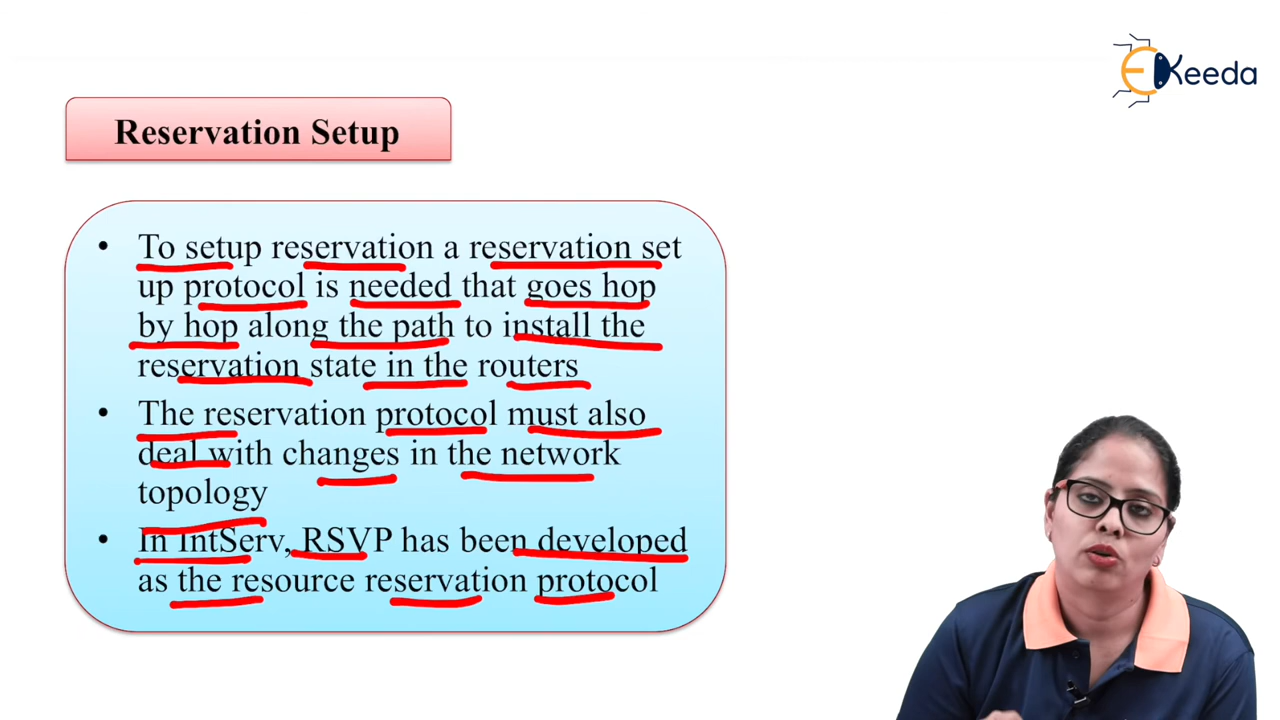 EKeeda
Reservation Setup
• To setup reservation a reservation set
up protocol is needed that goes hop
by hop along the path to install the
reservation state in the routers
• The reservation protocol must also
deal with changes in the network
topology
• In IntServ, RSVP has been developed
as the resource reservation protocol